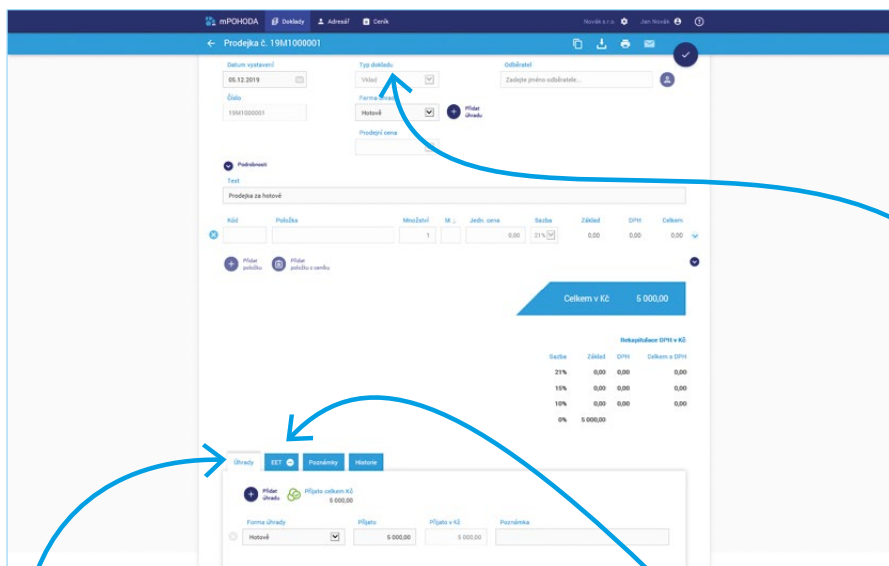 mPOHODA Doklady Adresář Ceník Novák s.r.o. Jan Novák
Prodejka č. 19M1000001
Datum vystavení Typ dokladu Odběratel
05.12.2019 Vklad Zadejte jméno odběratele...
Číslo Forma úhrady
19M1000001 Hotově Přidat úhradu
Prodejní cena
Podrobnosti
Text
Prodejka za hotové
Kód Položka Množství M.j. Jedn. cena Sazba Základ DPH Celkem
1 0,00 21% 0,00 0,00 0,00
Přidat položku Přidat položku z ceníku
Celkem v Kč 5 000,00
Rekapitulace DPH v Kč
Sazba Základ DPH Celkem s DPH
21% 0,00 0,00 0,00
15% 0,00 0,00 0,00
10% 0,00 0,00 0,00
0% 5 000,00
Úhrady EET Poznámky Historie
Přidat úhradu Přijato celkem Kč
5 000,00
Forma úhrady Přijato Přijato v Kč Poznámka
Hotově 5 000,00 5 000,00